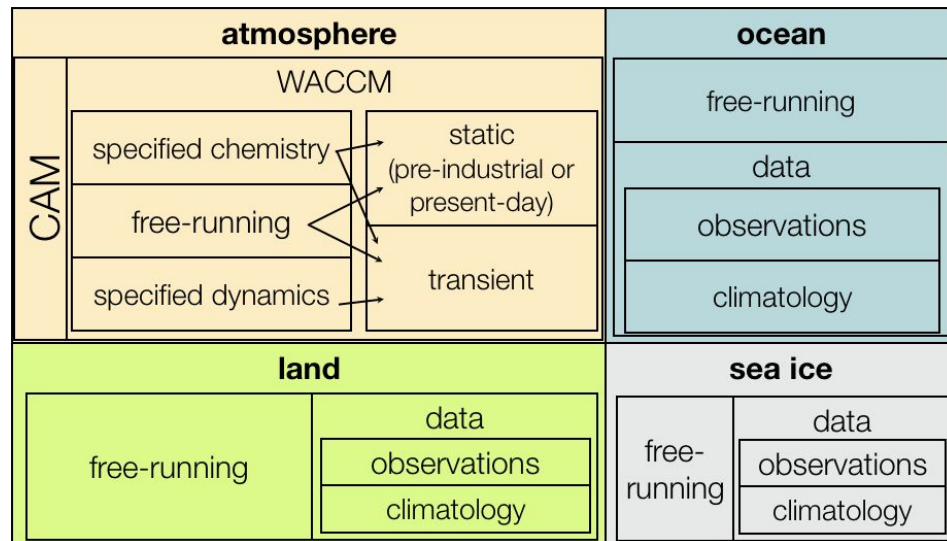 atmosphere
CAM
WACCM
specified chemistry
free-running
specified dynamics
static
(pre-industrial or
present-day)
transient
ocean
free-running
data
observations
climatology
land
free-running
data
observations
climatology
sea ice
free-
running
data
observations
climatology